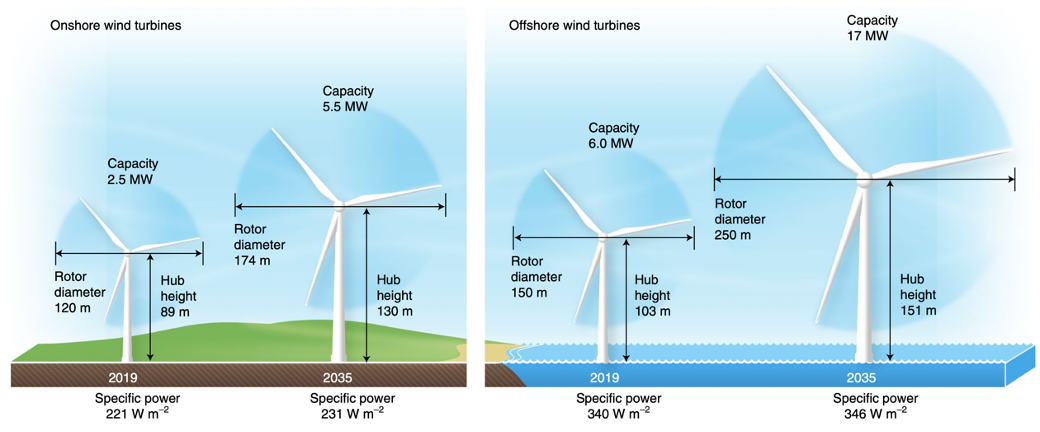 Onshore wind turbines
Capacity
2.5 MW
Rotor
diameter
120 m
Hub
height
89 m
2019
Specific power
221 W m⁻²
Capacity
5.5 MW
Rotor
diameter
174 m
Hub
height
130 m
2035
Specific power
231 W m⁻²
Offshore wind turbines
Capacity
6.0 MW
Rotor
diameter
150 m
Hub
height
103 m
2019
Specific power
340 W m⁻²
Capacity
17 MW
Rotor
diameter
250 m
Hub
height
151 m
2035
Specific power
346 W m⁻²